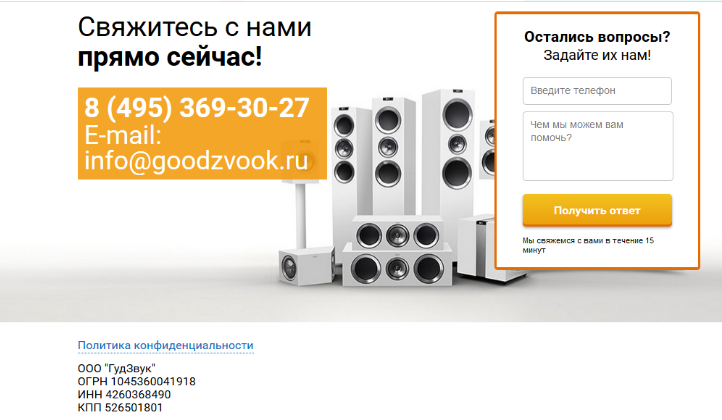 Свяжитесь с нами
прямо сейчас!
8 (495) 369-30-27
E-mail:
info@goodzvook.ru
Остались вопросы?
Задайте их нам!
Введите телефон
Чем мы можем вам
помочь?
Получить ответ
Мы свяжемся с вами в течение 15
минут
Политика конфиденциальности
ООО "ГудЗвук"
ОГРН 1045360041918
ИНН 4260368490
КПП 526501801